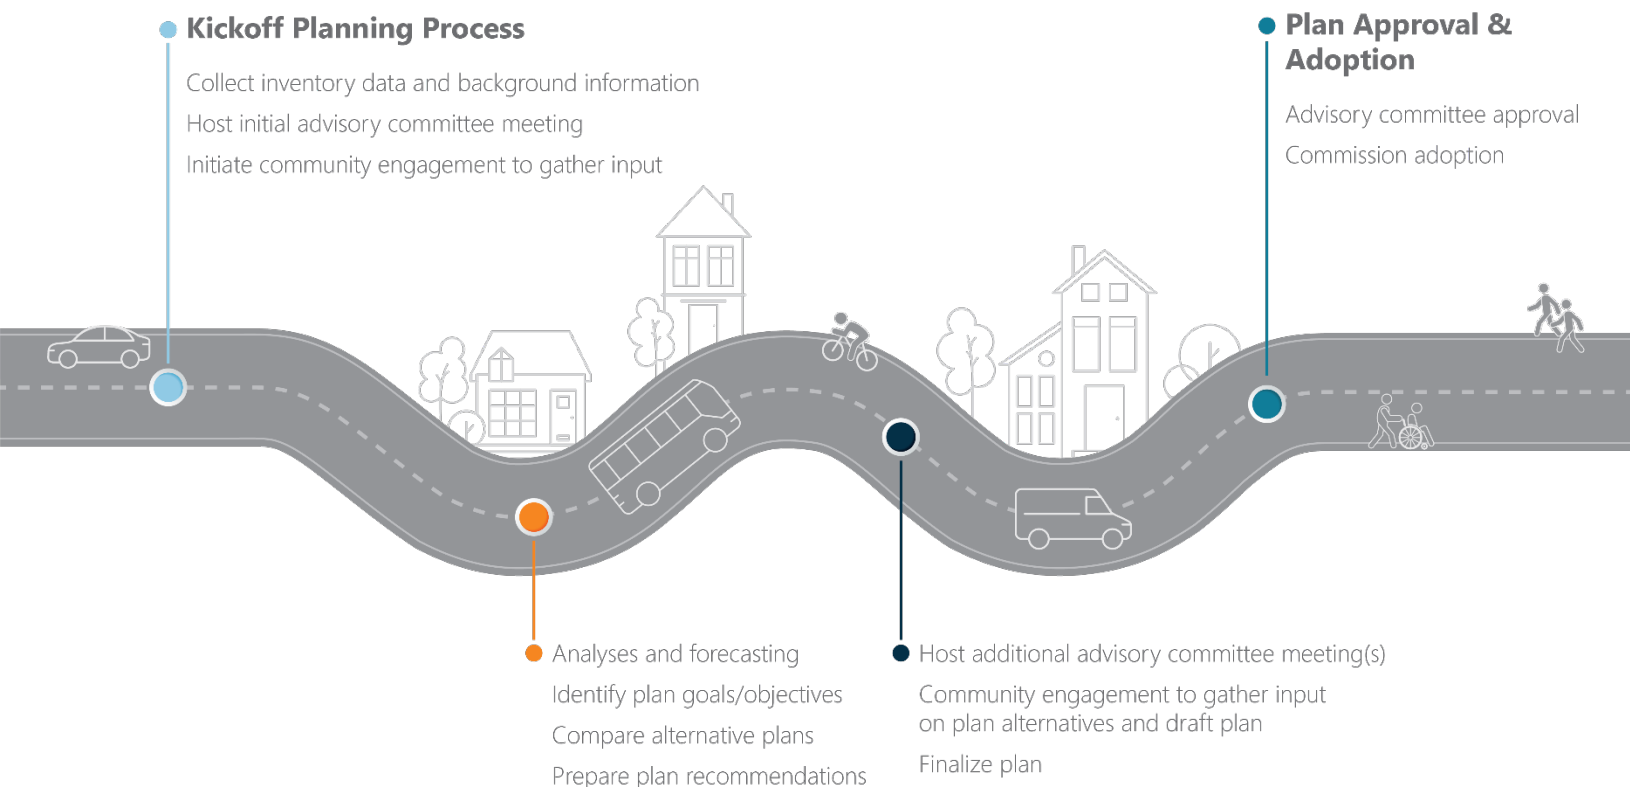 Kickoff Planning Process
Collect inventory data and background information
Host initial advisory committee meeting
Initiate community engagement to gather input
Plan Approval &
Adoption
Advisory committee approval
Commission adoption
Analyses and forecasting
Identify plan goals/objectives
Compare alternative plans
Prepare plan recommendations
Host additional advisory committee meeting(s)
Community engagement to gather input
on plan alternatives and draft plan
Finalize plan